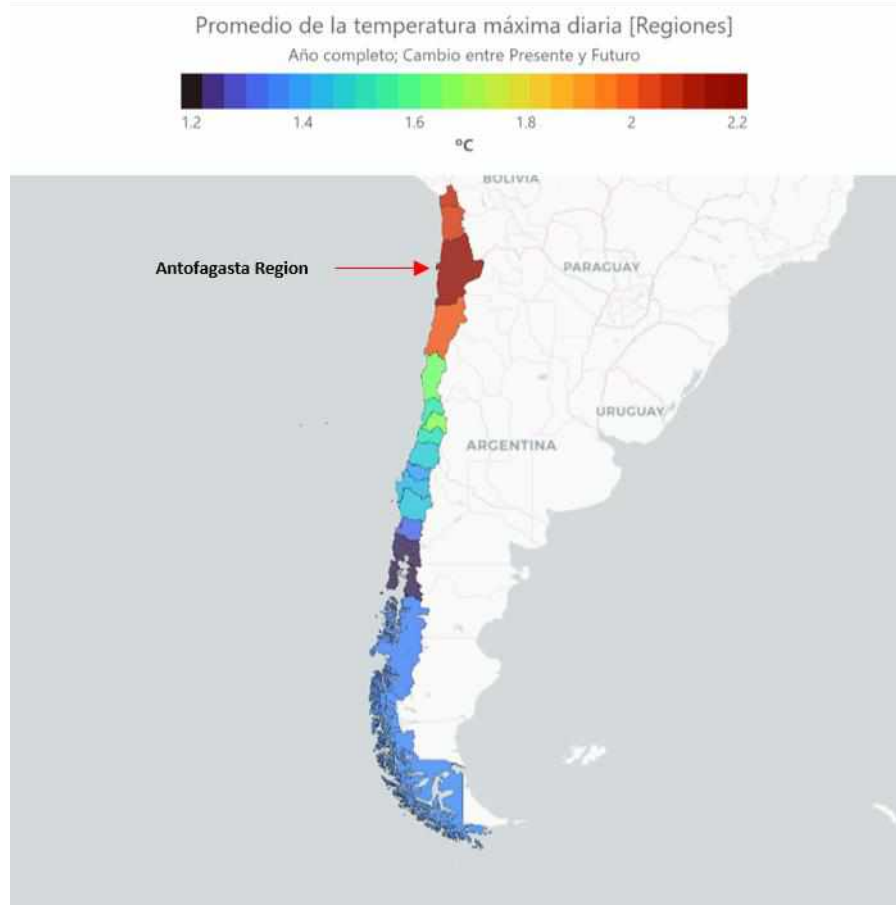 Promedio de la temperatura máxima diaria [Regiones]
Año completo; Cambio entre Presente y Futuro
1.2 1.4 1.6 1.8 2 2.2
ºC
BOLIVIA
Antofagasta Region
PARAGUAY
URUGUAY
ARGENTINA